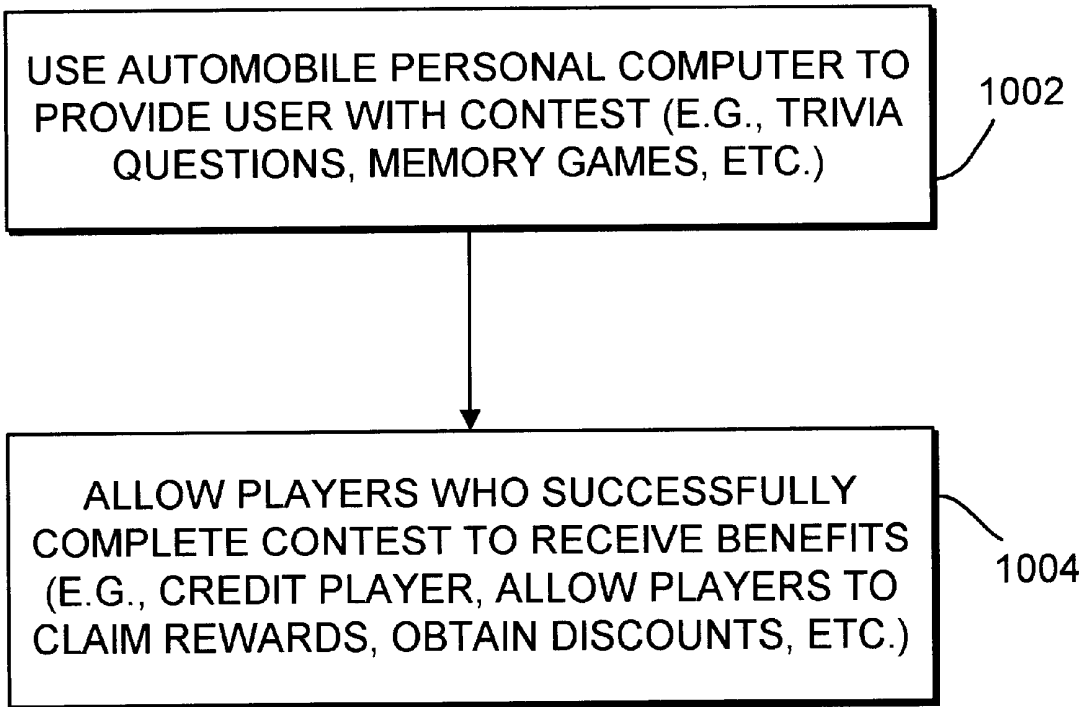 USE AUTOMOBILE PERSONAL COMPUTER TO
PROVIDE USER WITH CONTEST (E.G., TRIVIA
QUESTIONS, MEMORY GAMES, ETC.)
1002
ALLOW PLAYERS WHO SUCCESSFULLY
COMPLETE CONTEST TO RECEIVE BENEFITS
(E.G., CREDIT PLAYER, ALLOW PLAYERS TO
CLAIM REWARDS, OBTAIN DISCOUNTS, ETC.)
1004